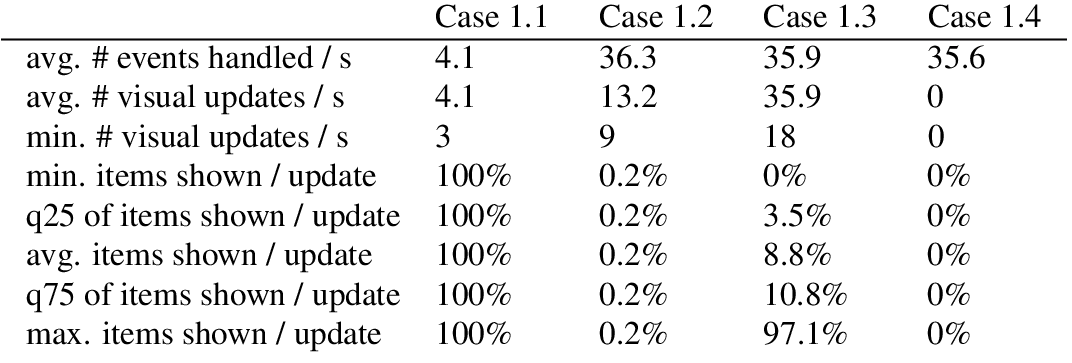 Case 1.1 Case 1.2 Case 1.3 Case 1.4
avg. # events handled / s 4.1 36.3 35.9 35.6
avg. # visual updates / s 4.1 13.2 35.9 0
min. # visual updates / s 3 9 18 0
min. items shown / update 100% 0.2% 0% 0%
q25 of items shown / update 100% 0.2% 3.5% 0%
avg. items shown / update 100% 0.2% 8.8% 0%
q75 of items shown / update 100% 0.2% 10.8% 0%
max. items shown / update 100% 0.2% 97.1% 0%